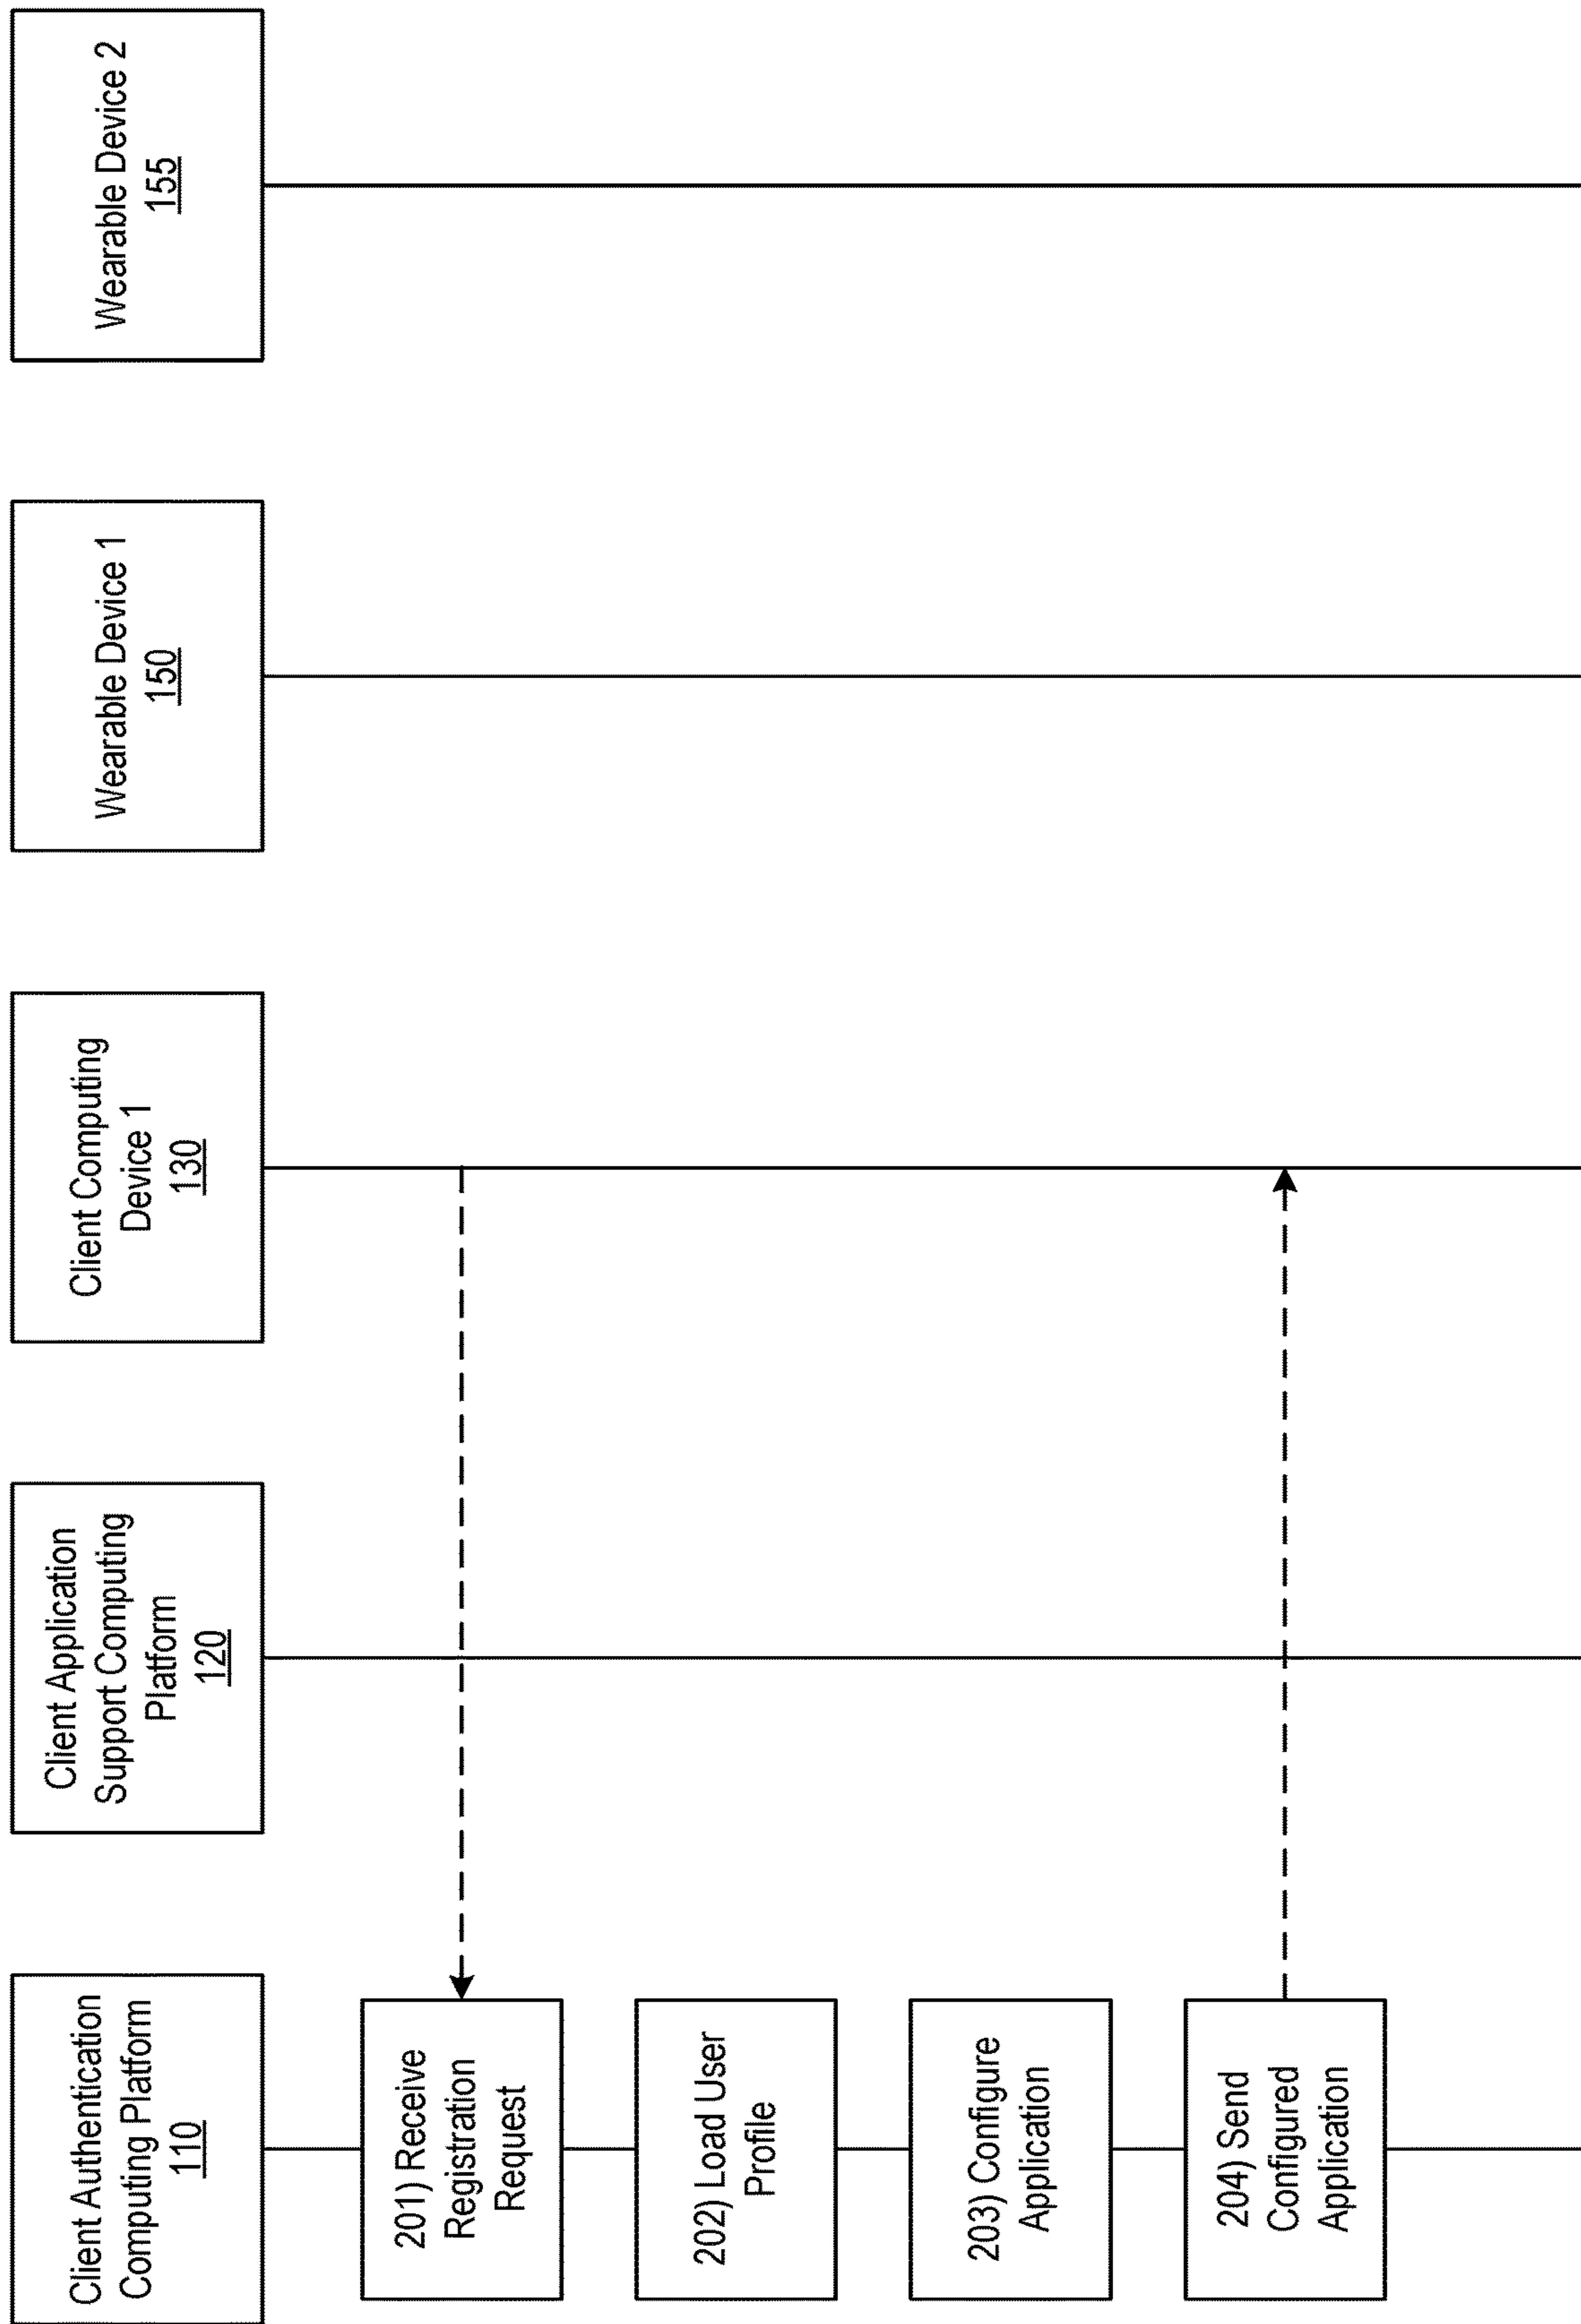 Client Authentication
Computing Platform
110
Client Application
Support Computing
Platform
120
Client Computing
Device 1
130
Wearable Device 1
150
Wearable Device 2
155
201) Receive
Registration
Request
202) Load User
Profile
203) Configure
Application
204) Send
Configured
Application